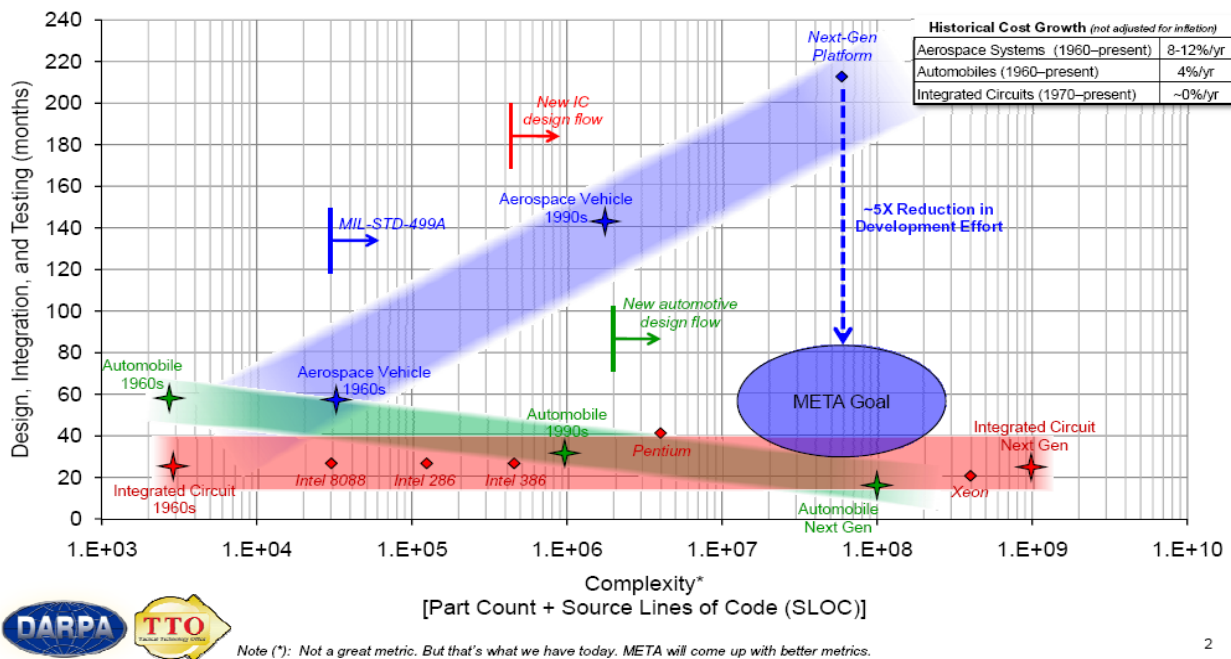 240
220
200
180
160
140
120
100
80
60
40
20
0
Design, Integration, and Testing (months)
Next-Gen
Platform
Historical Cost Growth (not adjusted for inflation)
Aerospace Systems (1960–present) 8-12%/yr
Automobiles (1960–present) 4%/yr
Integrated Circuits (1970–present) ~0%/yr
New IC
design flow
Aerospace Vehicle
1990s
MIL-STD-499A
~5X Reduction in
Development Effort
New automotive
design flow
Automobile
1960s
Aerospace Vehicle
1960s
META Goal
Automobile
1990s
Integrated Circuit
Next Gen
Pentium
Intel 8088
Intel 286
Intel 386
Xeon
Integrated Circuit
1960s
Automobile
Next Gen
1.E+03 1.E+04 1.E+05 1.E+06 1.E+07 1.E+08 1.E+09 1.E+10
Complexity*
[Part Count + Source Lines of Code (SLOC)]
DARPA
TTO
Tactical Technology Office
Note (*): Not a great metric. But that's what we have today. META will come up with better metrics.
2